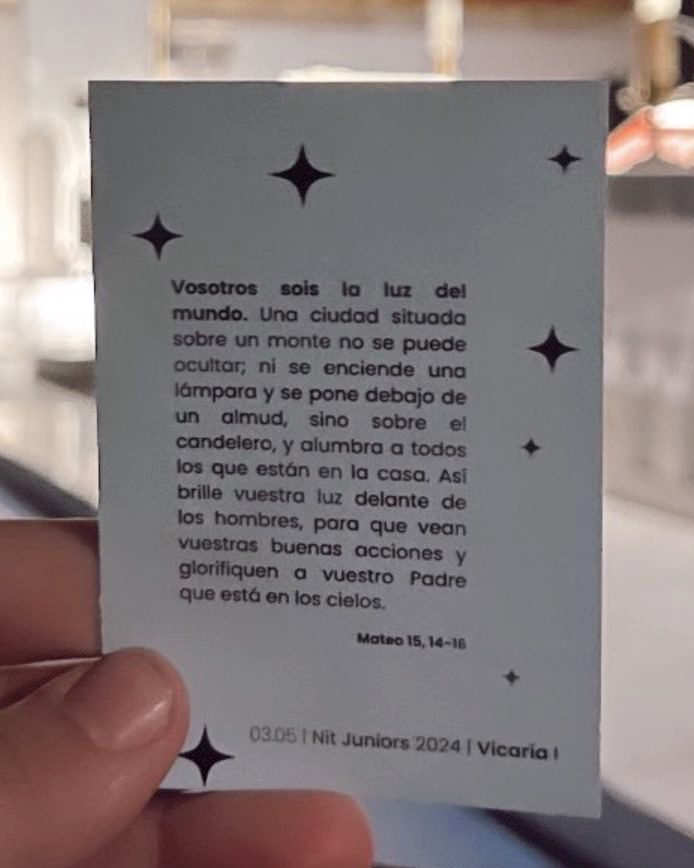 Vosotros sois la luz del
mundo. Una ciudad situada
sobre un monte no se puede
ocultar; ni se enciende una
lámpara y se pone debajo de
un almud, sino sobre el
candelero, y alumbra a todos
los que están en la casa. Así
brille vuestra luz delante de
los hombres, para que vean
vuestras buenas acciones y
glorifiquen a vuestro Padre
que está en los cielos.
Mateo 15, 14-16
03.05 | Nit Juniors 2024 | Vicaría I